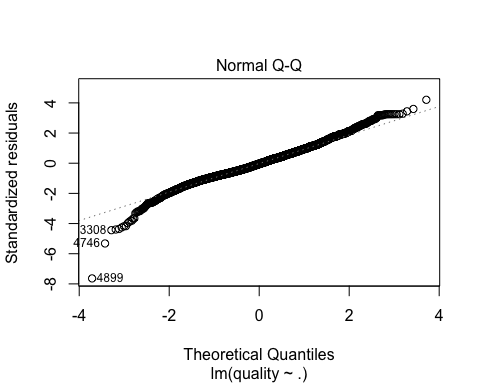 Normal Q-Q
Standardized residuals
4
2
0
-2
-4
-6
-8
3308
4746
4899
-4 -2 0 2 4
Theoretical Quantiles
lm(quality ~ .)